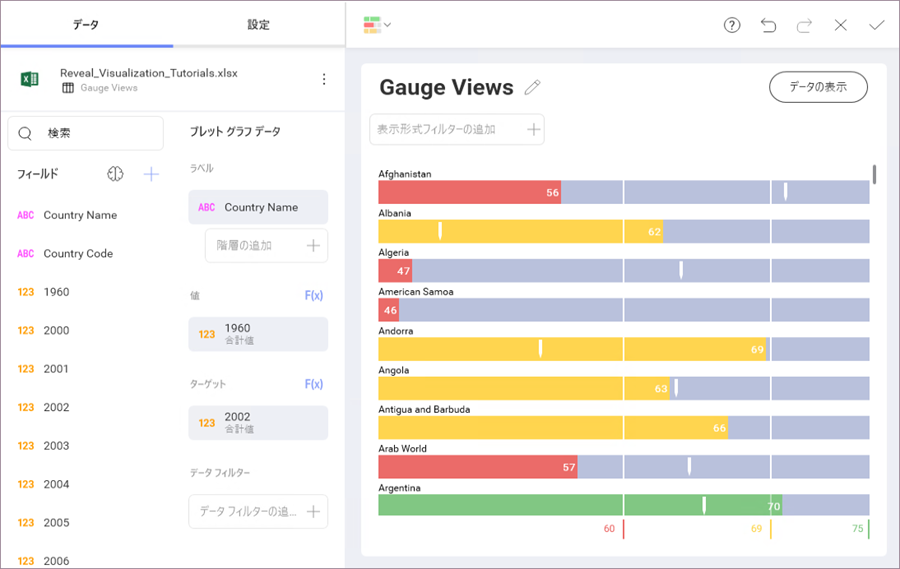 データ
設定
Reveal_Visualization_Tutorials.xlsx
Gauge Views
検索
フィールド
ABC Country Name
ABC Country Code
123 1960
123 2000
123 2001
123 2002
123 2003
123 2004
123 2005
123 2006
ブレット グラフ データ
ラベル
ABC Country Name
階層の追加
値
F(x)
123 1960
合計値
ターゲット
F(x)
123 2002
合計値
データ フィルター
データ フィルターの追...
Gauge Views
データの表示
表示形式フィルターの追加
Afghanistan
56
Albania
62
Algeria
47
American Samoa
46
Andorra
69
Angola
63
Antigua and Barbuda
66
Arab World
57
Argentina
70
60
69
75